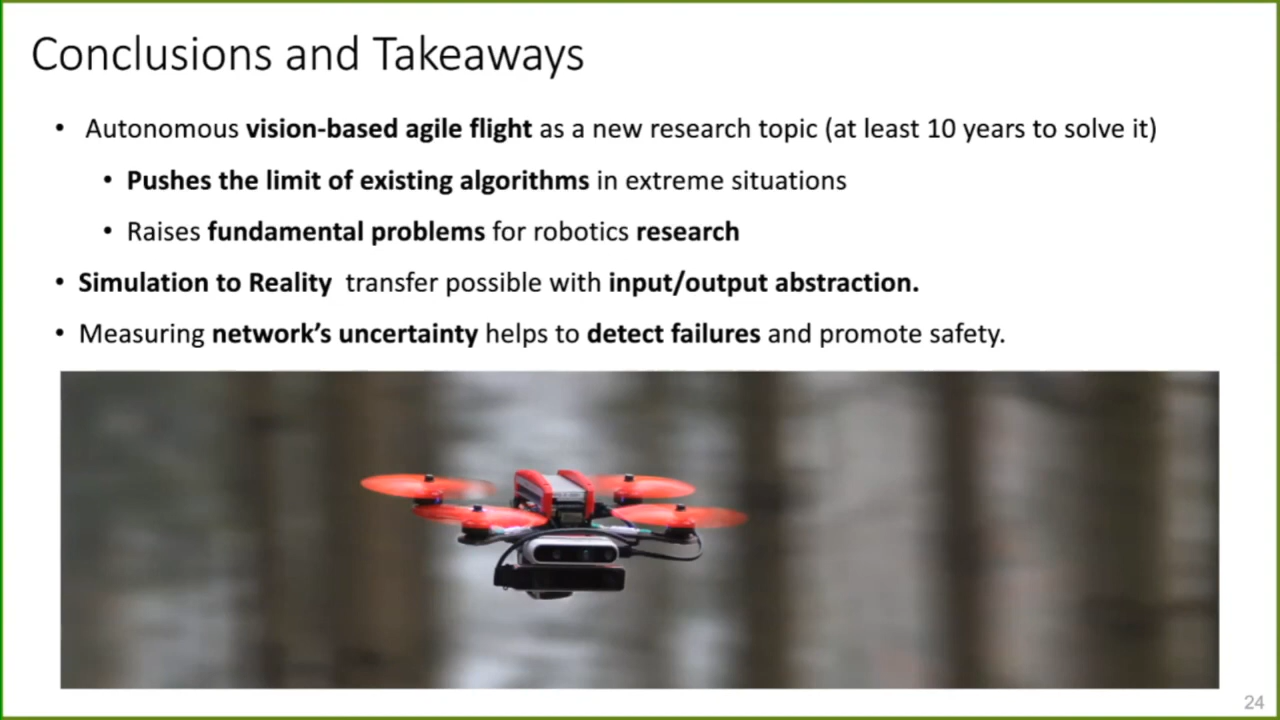 Conclusions and Takeaways
• Autonomous vision-based agile flight as a new research topic (at least 10 years to solve it)
• Pushes the limit of existing algorithms in extreme situations
• Raises fundamental problems for robotics research
• Simulation to Reality transfer possible with input/output abstraction.
• Measuring network’s uncertainty helps to detect failures and promote safety.
24